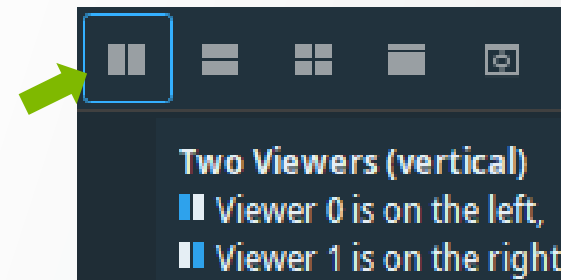 Two Viewers (vertical)
Viewer 0 is on the left,
Viewer 1 is on the right